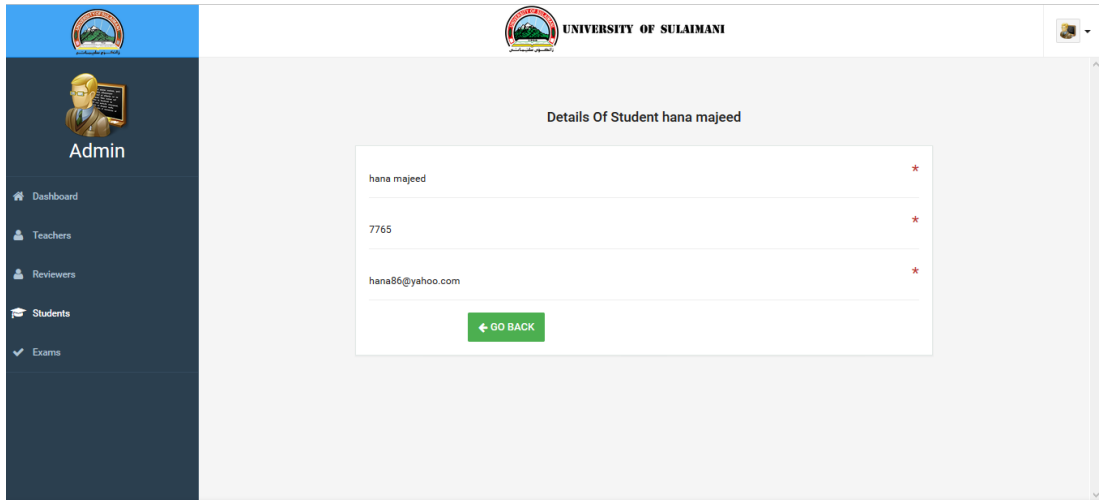 UNIVERSITY OF SULAIMANI
Admin
Dashboard
Teachers
Reviewers
Students
Exams
Details Of Student hana majeed
hana majeed
*
7765
*
hana86@yahoo.com
*
GO BACK